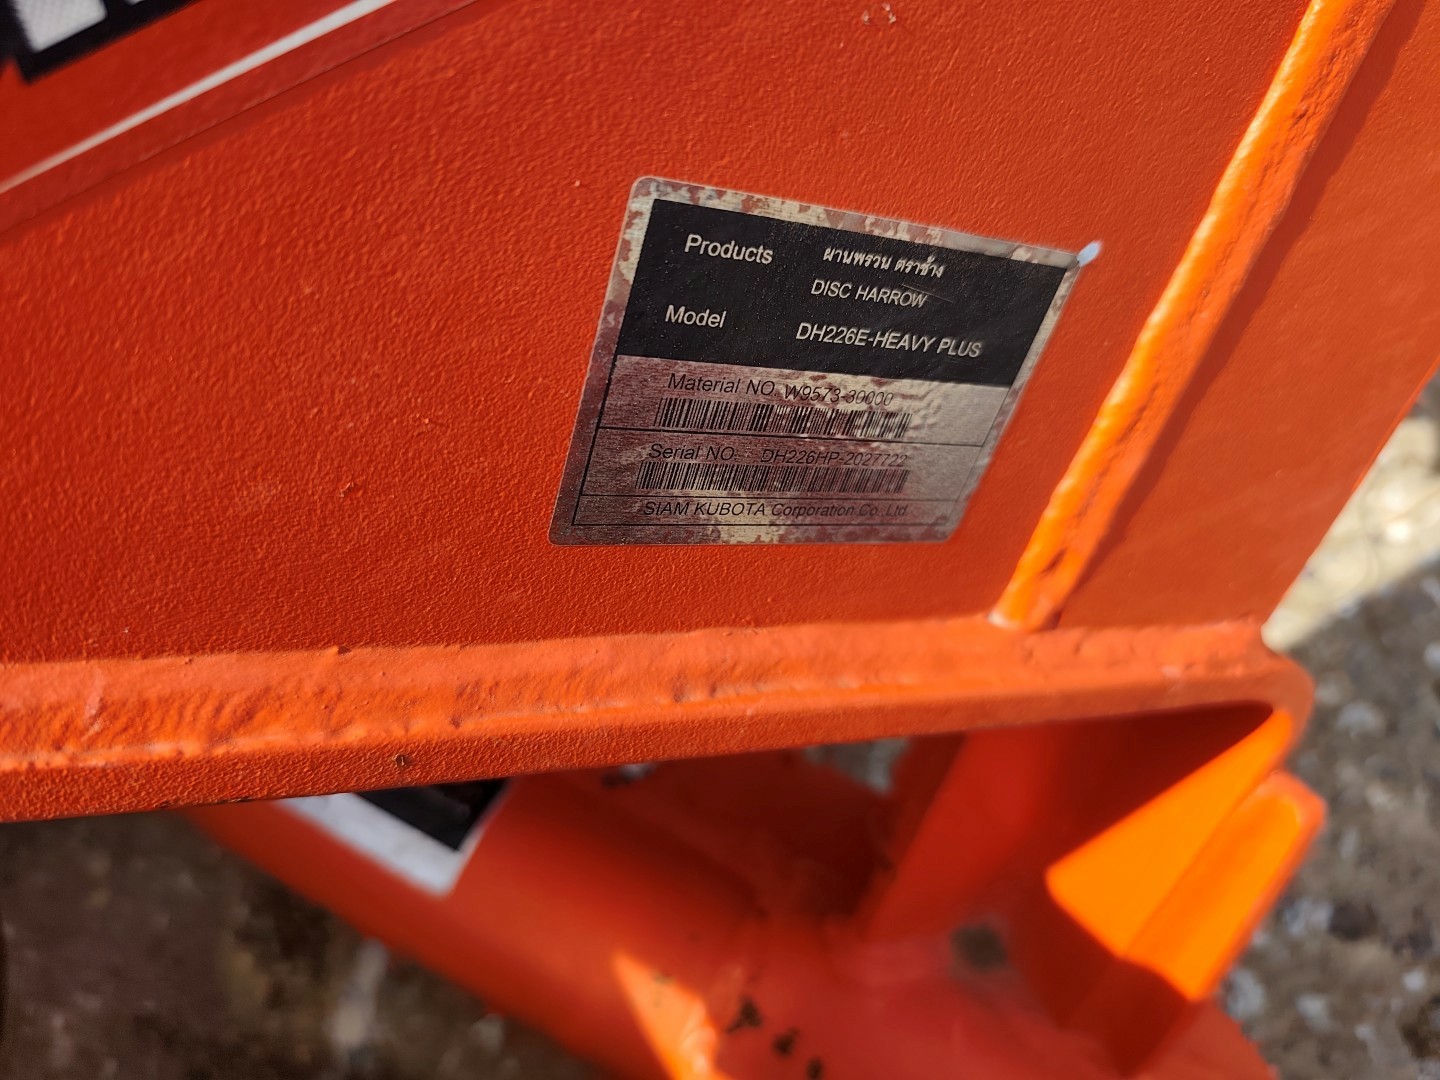 Products ผานพรวน ตราช้าง
DISC HARROW
Model DH226E-HEAVY PLUS
Material NO. W9573-30000
Serial NO. DH226HP-2027722
SIAM KUBOTA Corporation Co.,Ltd.